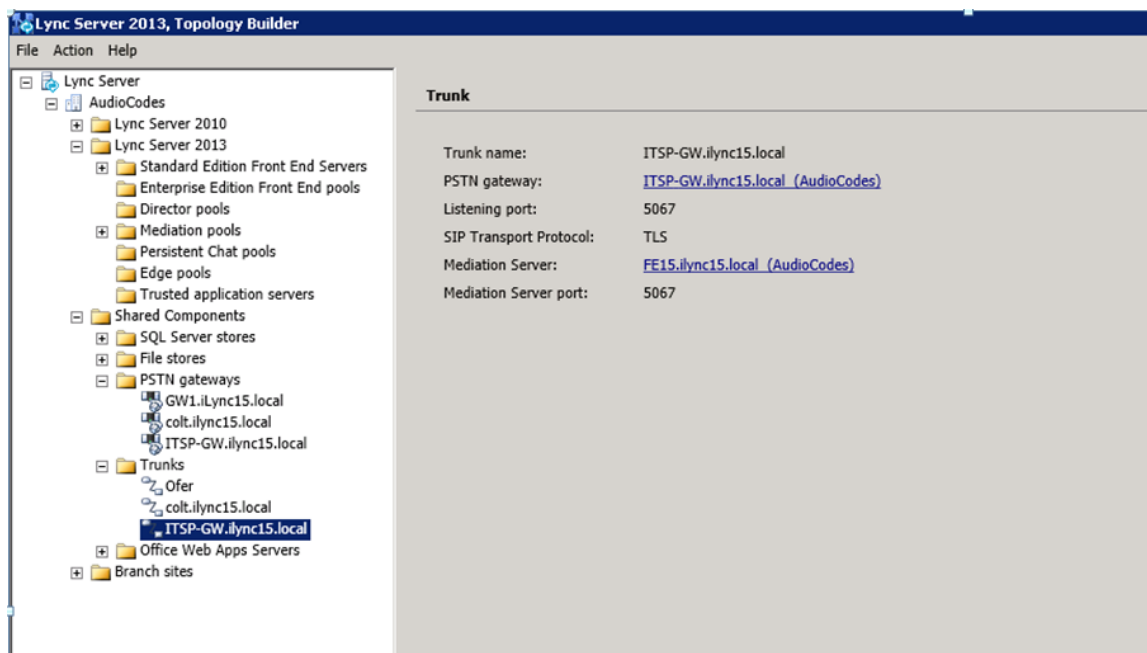 Lync Server 2013, Topology Builder
File Action Help
Lync Server
AudioCodes
Lync Server 2010
Lync Server 2013
Standard Edition Front End Servers
Enterprise Edition Front End pools
Director pools
Mediation pools
Persistent Chat pools
Edge pools
Trusted application servers
Shared Components
SQL Server stores
File stores
PSTN gateways
GW1.iLync15.local
colt.ilync15.local
ITSP-GW.ilync15.local
Trunks
Ofer
colt.ilync15.local
ITSP-GW.ilync15.local
Office Web Apps Servers
Branch sites
Trunk
Trunk name: ITSP-GW.ilync15.local
PSTN gateway: ITSP-GW.ilync15.local (AudioCodes)
Listening port: 5067
SIP Transport Protocol: TLS
Mediation Server: FE15.ilync15.local (AudioCodes)
Mediation Server port: 5067